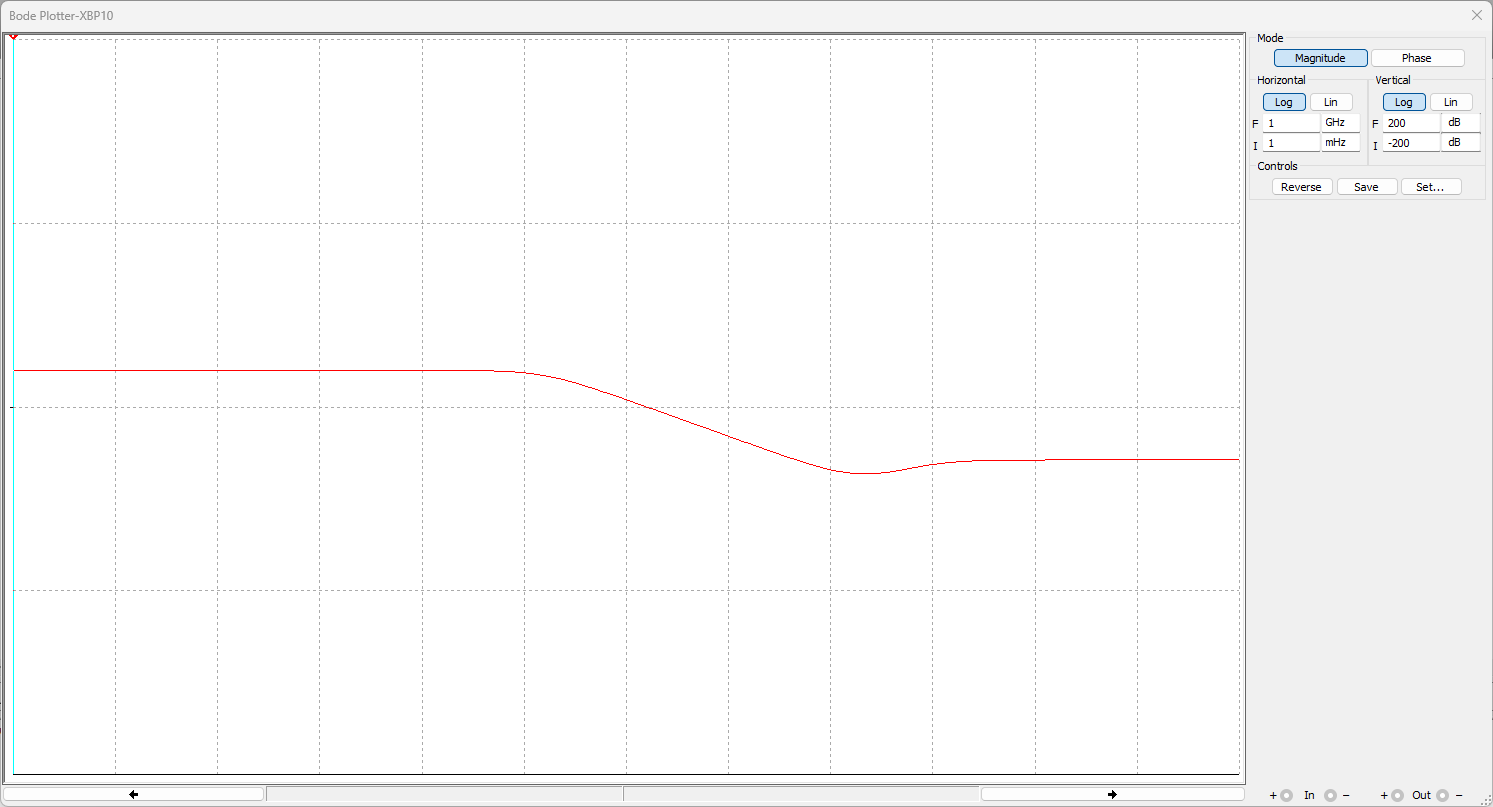 Bode Plotter-XBP10
Mode
Magnitude Phase
Horizontal Vertical
Log Lin Log Lin
F 1 GHz F 200 dB
I 1 mHz I -200 dB
Controls
Reverse Save Set...
+ In − + Out −